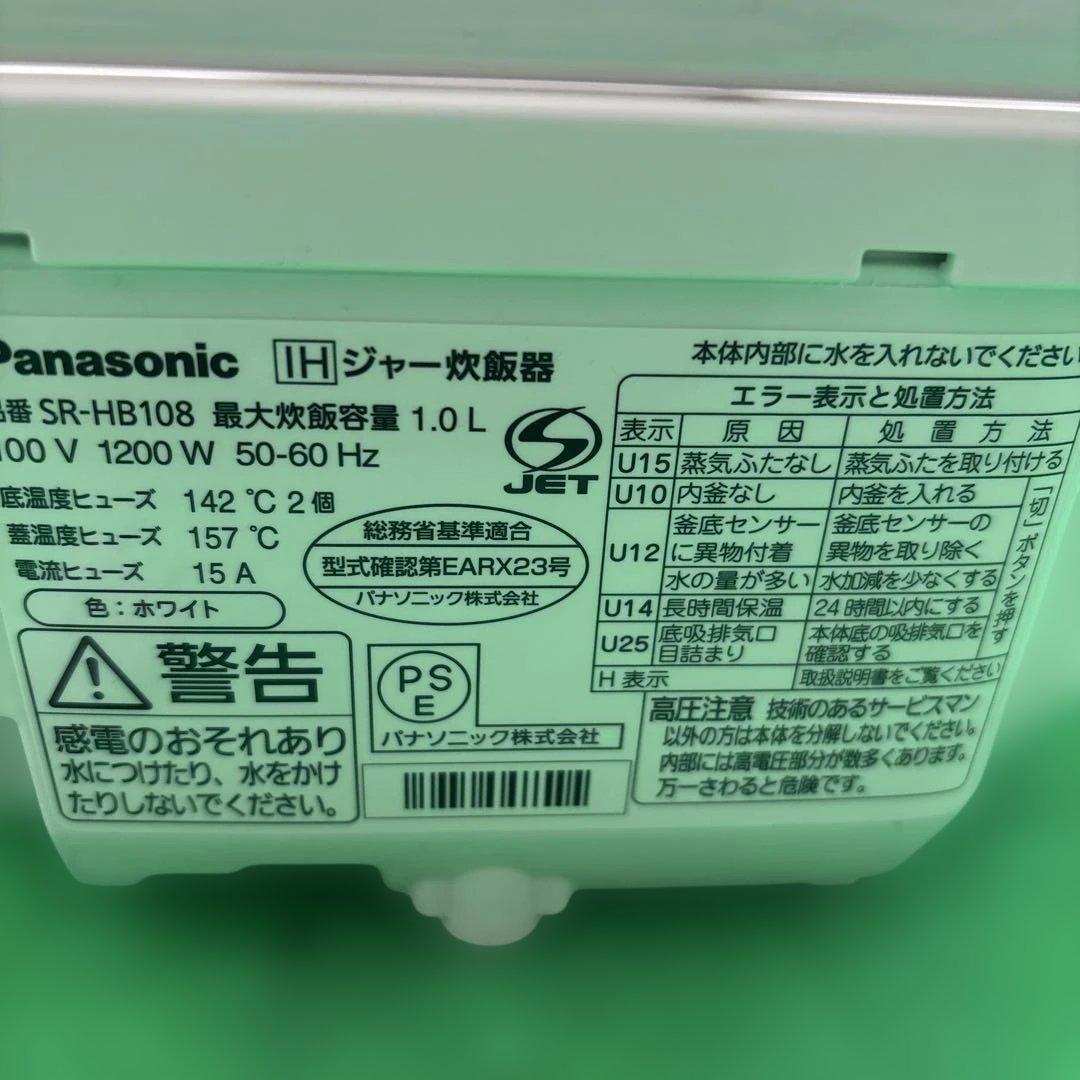 Panasonic IHジャー炊飯器
品番 SR-HB108 最大炊飯容量 1.0 L
100 V 1200 W 50-60 Hz
底温度ヒューズ 142 ℃ 2 個
蓋温度ヒューズ 157 ℃
電流ヒューズ 15 A
色：ホワイト
JET
総務省基準適合
型式確認第EARX23号
パナソニック株式会社
警告
感電のおそれあり
水につけたり、水をかけ
たりしないでください。
PS
E
パナソニック株式会社
本体内部に水を入れないでください
エラー表示と処置方法
表示 原因 処置方法
U15 蒸気ふたなし 蒸気ふたを取り付ける
U10 内釜なし 内釜を入れる
U12 釜底センサーに異物付着 釜底センサーの異物を取り除く
水の量が多い 水加減を少なくする
U14 長時間保温 24時間以内にする
U25 底吸排気口目詰まり 本体底の吸排気口を確認する
「切」ボタンを押す
H 表示 取扱説明書をご覧ください
高圧注意 技術のあるサービスマン
以外の方は本体を分解しないでください。
内部には高電圧部分が数多くあります。
万一さわると危険です。